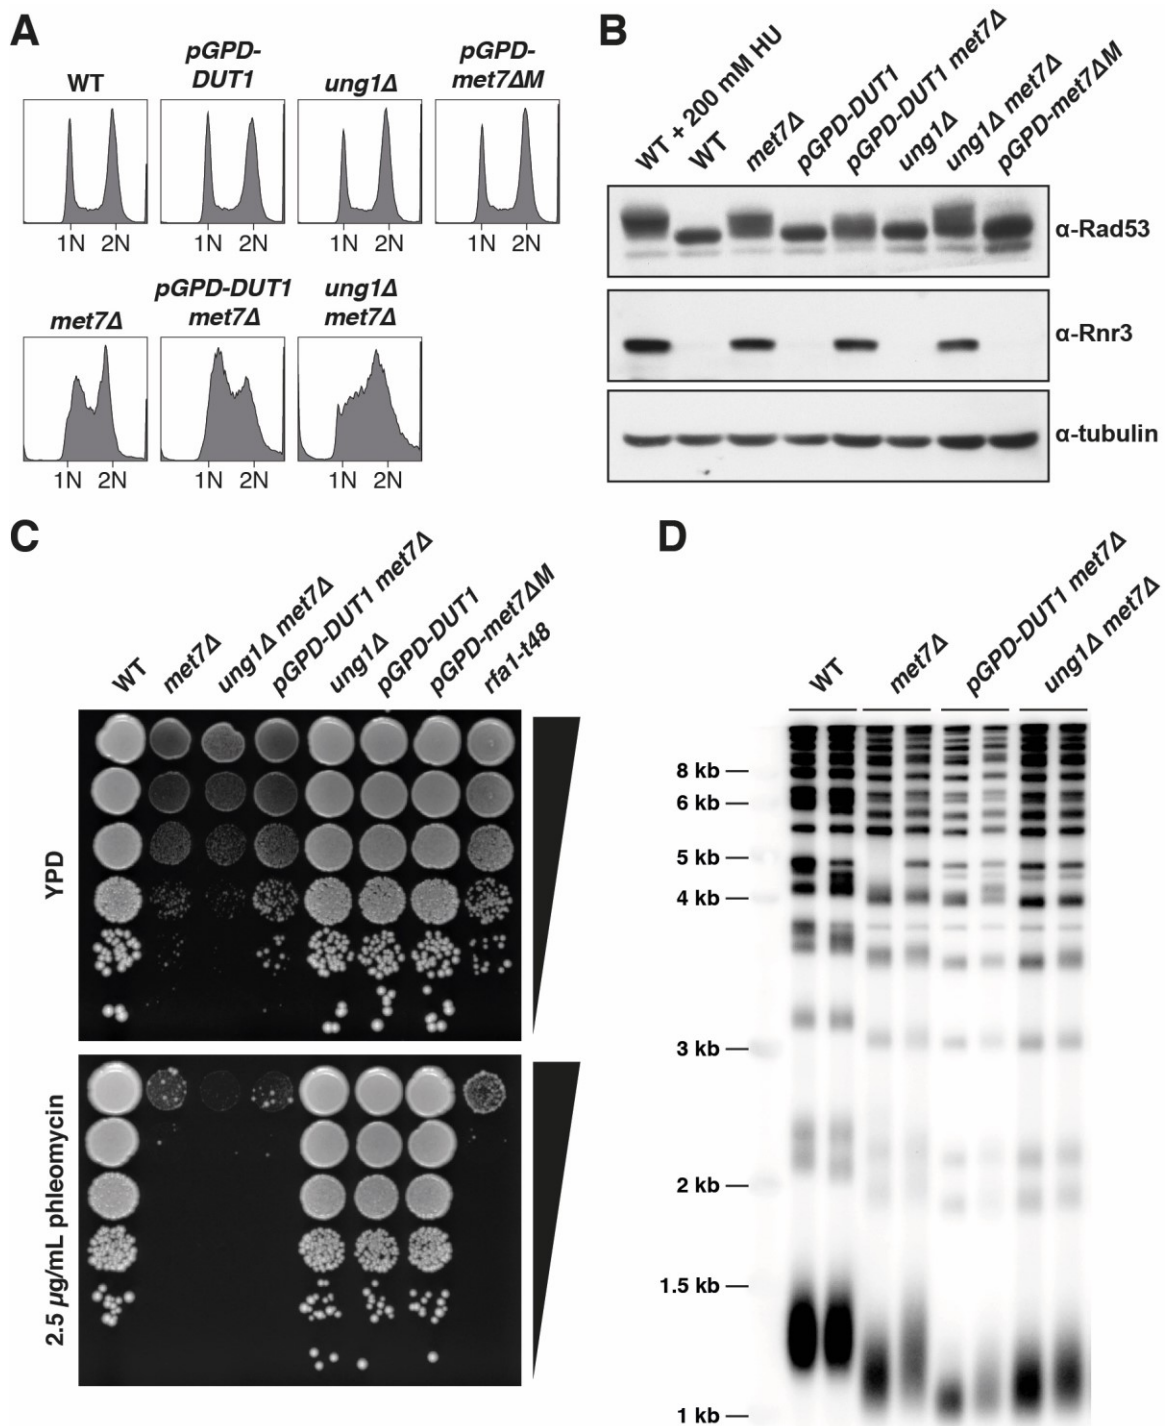 A
WT
pGPD-
DUT1
ung1Δ
pGPD-
met7ΔM
1N 2N
1N 2N
1N 2N
1N 2N
met7Δ
pGPD-DUT1
met7Δ
ung1Δ
met7Δ
1N 2N
1N 2N
1N 2N
B
WT + 200 mM HU
WT
met7Δ
pGPD-DUT1
pGPD-DUT1 met7Δ
ung1Δ
ung1Δ met7Δ
pGPD-met7ΔM
α-Rad53
α-Rnr3
α-tubulin
C
WT
met7Δ
ung1Δ met7Δ
pGPD-DUT1 met7Δ
ung1Δ
pGPD-DUT1
pGPD-met7ΔM
rfa1-t48
YPD
2.5 μg/mL phleomycin
D
WT
met7Δ
pGPD-DUT1 met7Δ
ung1Δ met7Δ
8 kb
6 kb
5 kb
4 kb
3 kb
2 kb
1.5 kb
1 kb